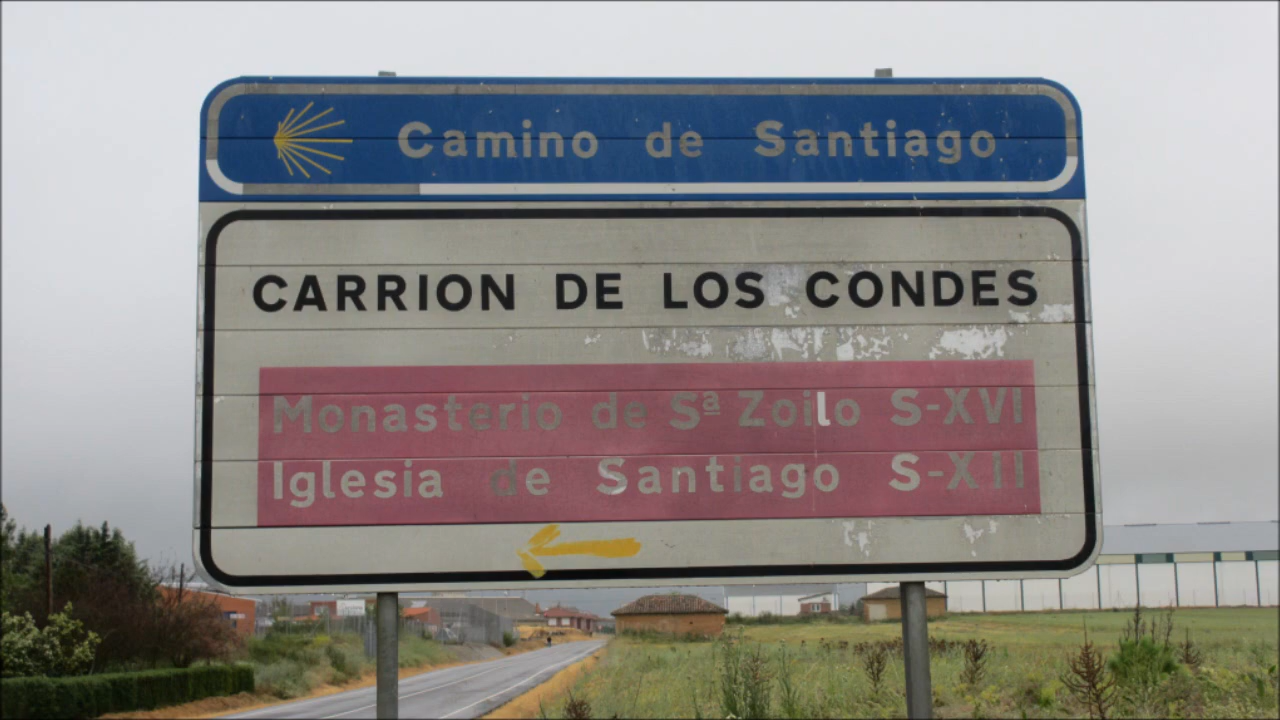 Camino de Santiago
CARRION DE LOS CONDES
Monasterio de Sª Zoilo S-XVI
Iglesia de Santiago S-XII